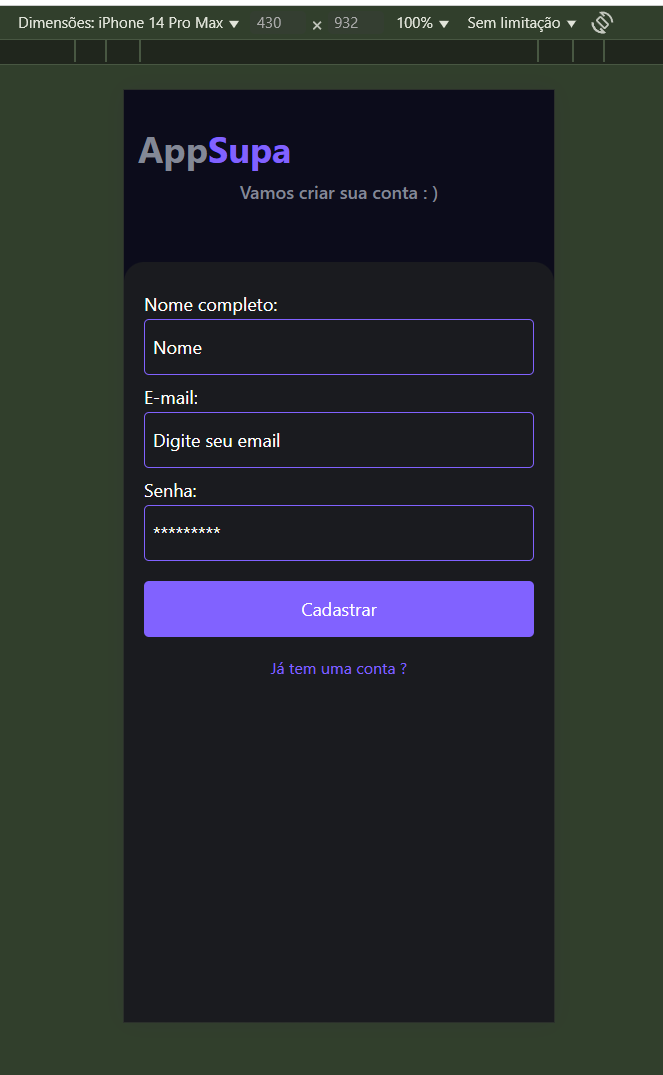 Dimensões: iPhone 14 Pro Max ▼ 430 × 932 100% ▼ Sem limitação ▼
AppSupa
Vamos criar sua conta : )
Nome completo:
Nome
E-mail:
Digite seu email
Senha:
*********
Cadastrar
Já tem uma conta ?